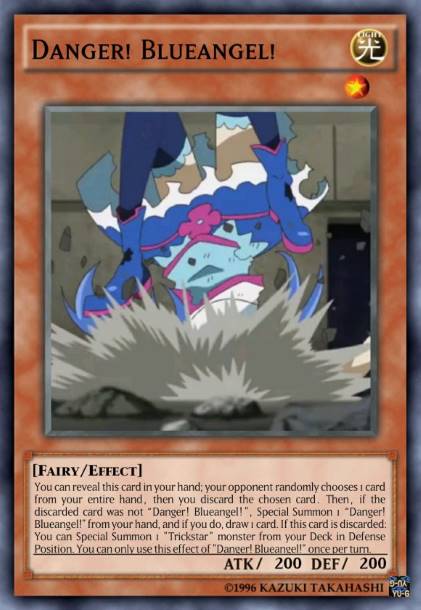 DANGER! BLUEANGEL!
LIGHT
光
[FAIRY/EFFECT]
You can reveal this card in your hand; your opponent randomly chooses 1 card
from your entire hand, then you discard the chosen card. Then, if the
discarded card was not “Danger! Blueangel!”, Special Summon 1 “Danger!
Blueangel!” from your hand, and if you do, draw 1 card. If this card is discarded:
You can Special Summon 1 "Trickstar" monster from your Deck in Defense
Position. You can only use this effect of "Danger! Blueangel!" once per turn.
ATK/ 200 DEF/ 200
©1996 KAZUKI TAKAHASHI
YU-G